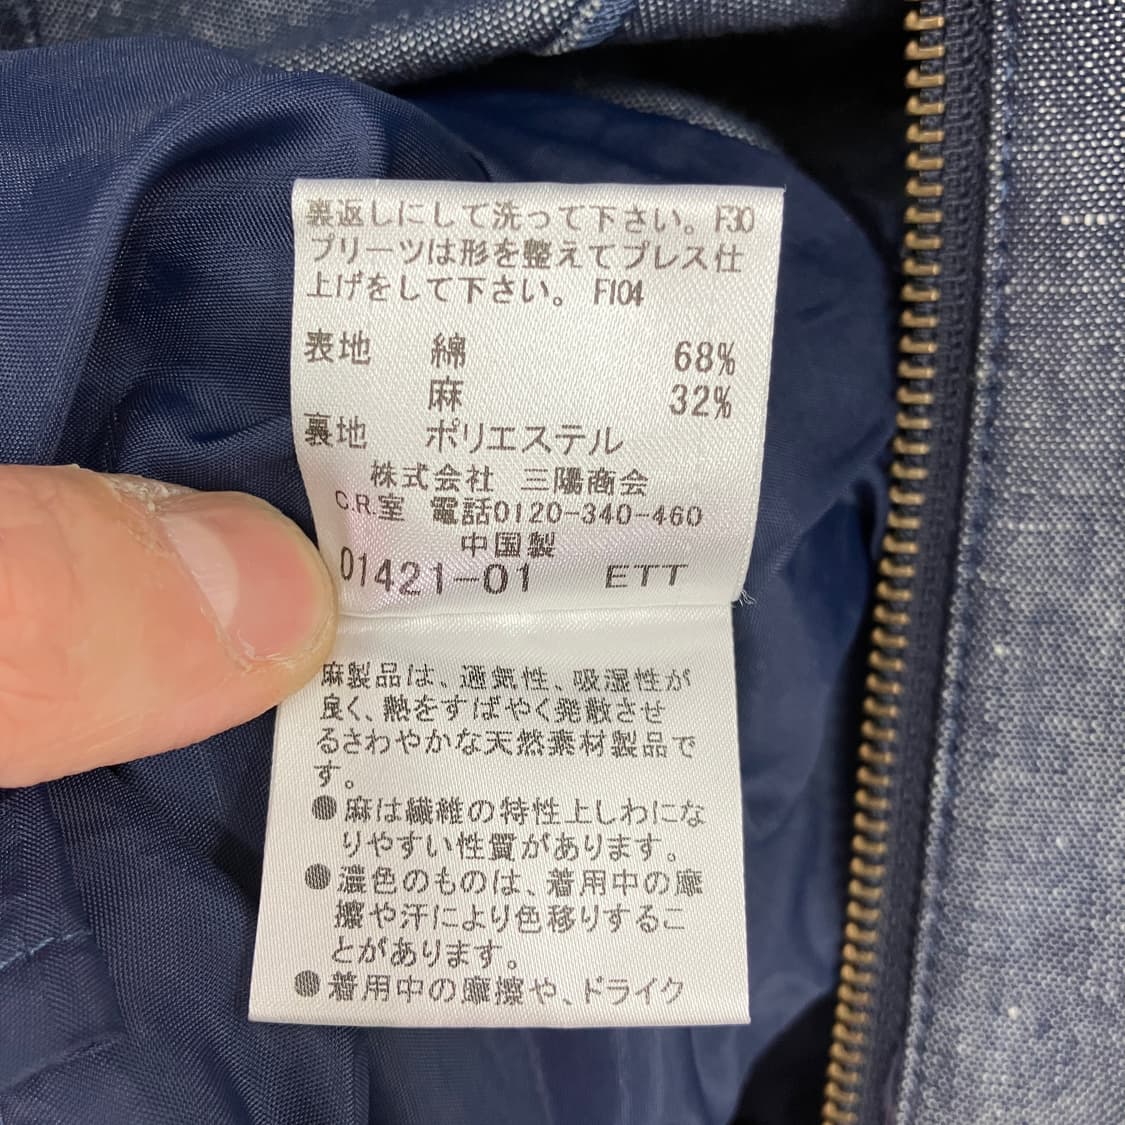 裏返しにして洗って下さい。F30
プリーツは形を整えてプレス仕
上げをして下さい。 F104
表地 綿 68%
麻 32%
裏地 ポリエステル
株式会社 三陽商会
C.R.室 電話0120-340-460
中国製
01421-01 ETT
麻製品は、通気性、吸湿性が
良く、熱をすばやく発散させ
るさわやかな天然素材製品で
す。
●麻は繊維の特性上しわにな
りやすい性質があります。
●濃色のものは、着用中の摩
擦や汗により色移りするこ
とがあります。
●着用中の摩擦や、ドライク